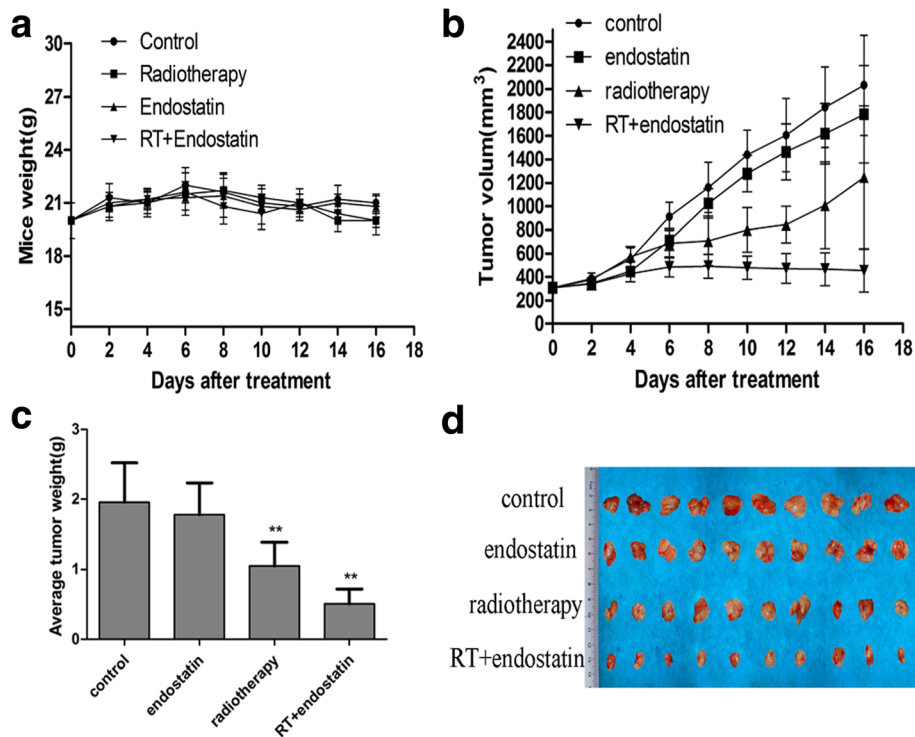 a
Mice weight(g)
30
27
24
21
18
15
0 2 4 6 8 10 12 14 16 18
Days after treatment
Control
Radiotherapy
Endostatin
RT+Endostatin
b
Tumor volum(mm³)
2400
2200
2000
1800
1600
1400
1200
1000
800
600
400
200
0
0 2 4 6 8 10 12 14 16 18
Days after treatment
control
endostatin
radiotherapy
RT+endostatin
c
Average tumor weight(g)
3
2
1
0
**
**
control
endostatin
radiotherapy
RT+endostatin
d
control
endostatin
radiotherapy
RT+endostatin